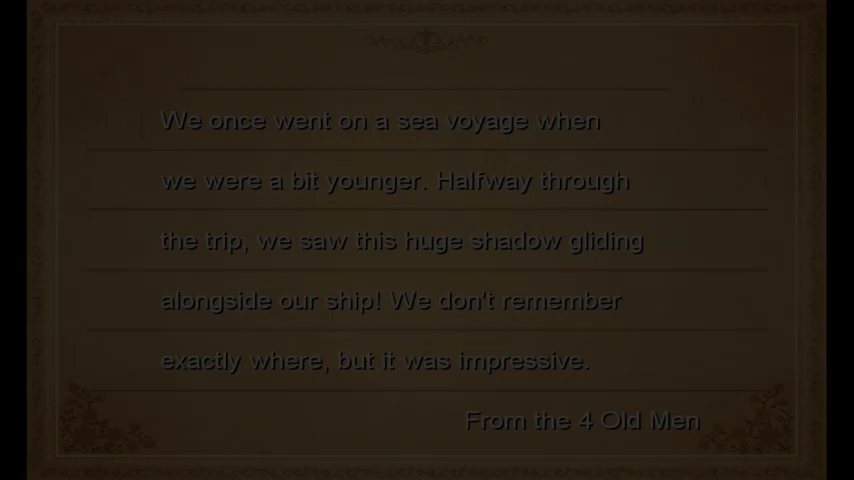 We once went on a sea voyage when
we were a bit younger. Halfway through
the trip, we saw this huge shadow gliding
alongside our ship! We don't remember
exactly where, but it was impressive.
From the 4 Old Men